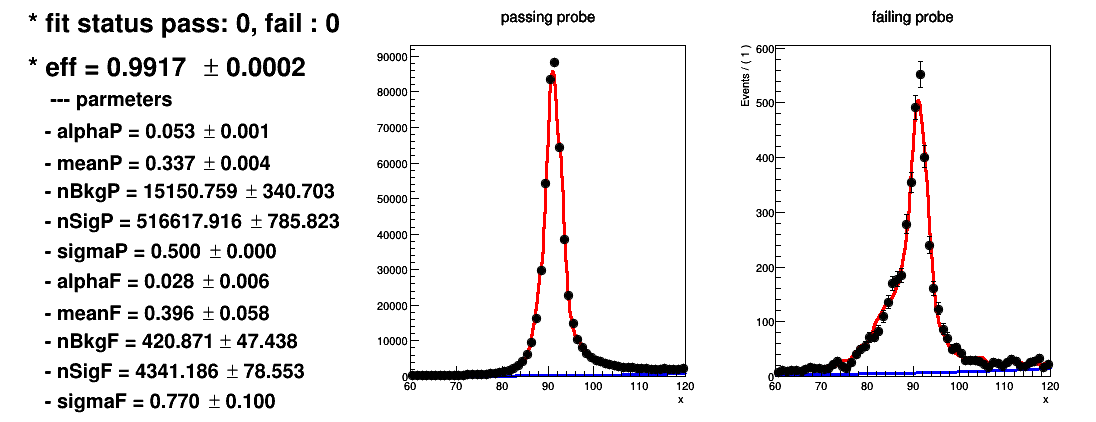 * fit status pass: 0, fail : 0
* eff = 0.9917 ± 0.0002
--- parmeters
- alphaP = 0.053 ± 0.001
- meanP = 0.337 ± 0.004
- nBkgP = 15150.759 ± 340.703
- nSigP = 516617.916 ± 785.823
- sigmaP = 0.500 ± 0.000
- alphaF = 0.028 ± 0.006
- meanF = 0.396 ± 0.058
- nBkgF = 420.871 ± 47.438
- nSigF = 4341.186 ± 78.553
- sigmaF = 0.770 ± 0.100
passing probe
90000
80000
70000
60000
50000
40000
30000
20000
10000
0
60 70 80 90 100 110 120
x
failing probe
Events / ( 1 )
600
500
400
300
200
100
0
60 70 80 90 100 110 120
x